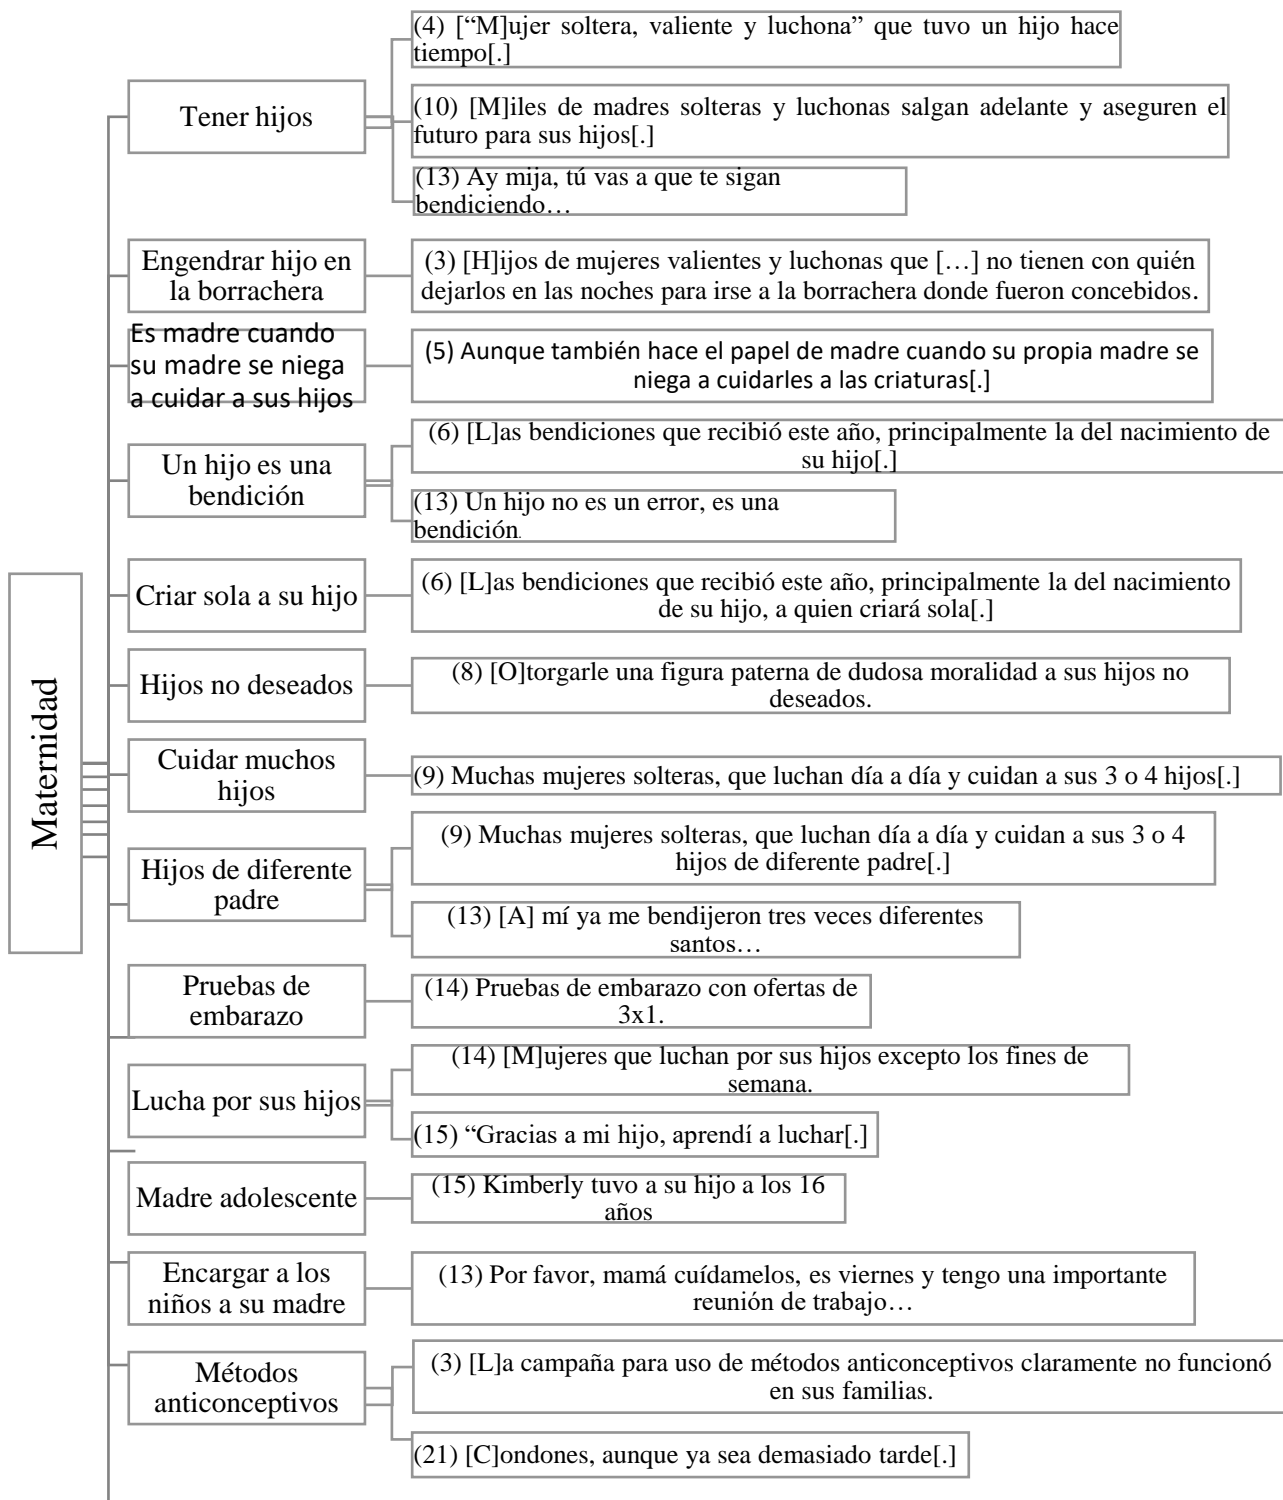 Maternidad
Tener hijos
(4) [“M]ujer soltera, valiente y luchona” que tuvo un hijo hace
tiempo[.]
(10) [M]iles de madres solteras y luchonas salgan adelante y aseguren el
futuro para sus hijos[.]
(13) Ay mija, tú vas a que te sigan
bendiciendo…
Engendrar hijo en
la borrachera
(3) [H]ijos de mujeres valientes y luchonas que […] no tienen con quién
dejarlos en las noches para irse a la borrachera donde fueron concebidos.
Es madre cuando
su madre se niega
a cuidar a sus hijos
(5) Aunque también hace el papel de madre cuando su propia madre se
niega a cuidarles a las criaturas[.]
Un hijo es una
bendición
(6) [L]as bendiciones que recibió este año, principalmente la del nacimiento de
su hijo[.]
(13) Un hijo no es un error, es una
bendición.
Criar sola a su hijo
(6) [L]as bendiciones que recibió este año, principalmente la del nacimiento
de su hijo, a quien criará sola[.]
Hijos no deseados
(8) [O]torgarle una figura paterna de dudosa moralidad a sus hijos no
deseados.
Cuidar muchos
hijos
(9) Muchas mujeres solteras, que luchan día a día y cuidan a sus 3 o 4 hijos[.]
Hijos de diferente
padre
(9) Muchas mujeres solteras, que luchan día a día y cuidan a sus 3 o 4
hijos de diferente padre[.]
(13) [A] mí ya me bendijeron tres veces diferentes
santos…
Pruebas de
embarazo
(14) Pruebas de embarazo con ofertas de
3x1.
Lucha por sus hijos
(14) [M]ujeres que luchan por sus hijos excepto los fines de
semana.
(15) “Gracias a mi hijo, aprendí a luchar[.]
Madre adolescente
(15) Kimberly tuvo a su hijo a los 16
años
Encargar a los
niños a su madre
(13) Por favor, mamá cuídamelos, es viernes y tengo una importante
reunión de trabajo…
Métodos
anticonceptivos
(3) [L]a campaña para uso de métodos anticonceptivos claramente no funcionó
en sus familias.
(21) [C]ondones, aunque ya sea demasiado tarde[.]